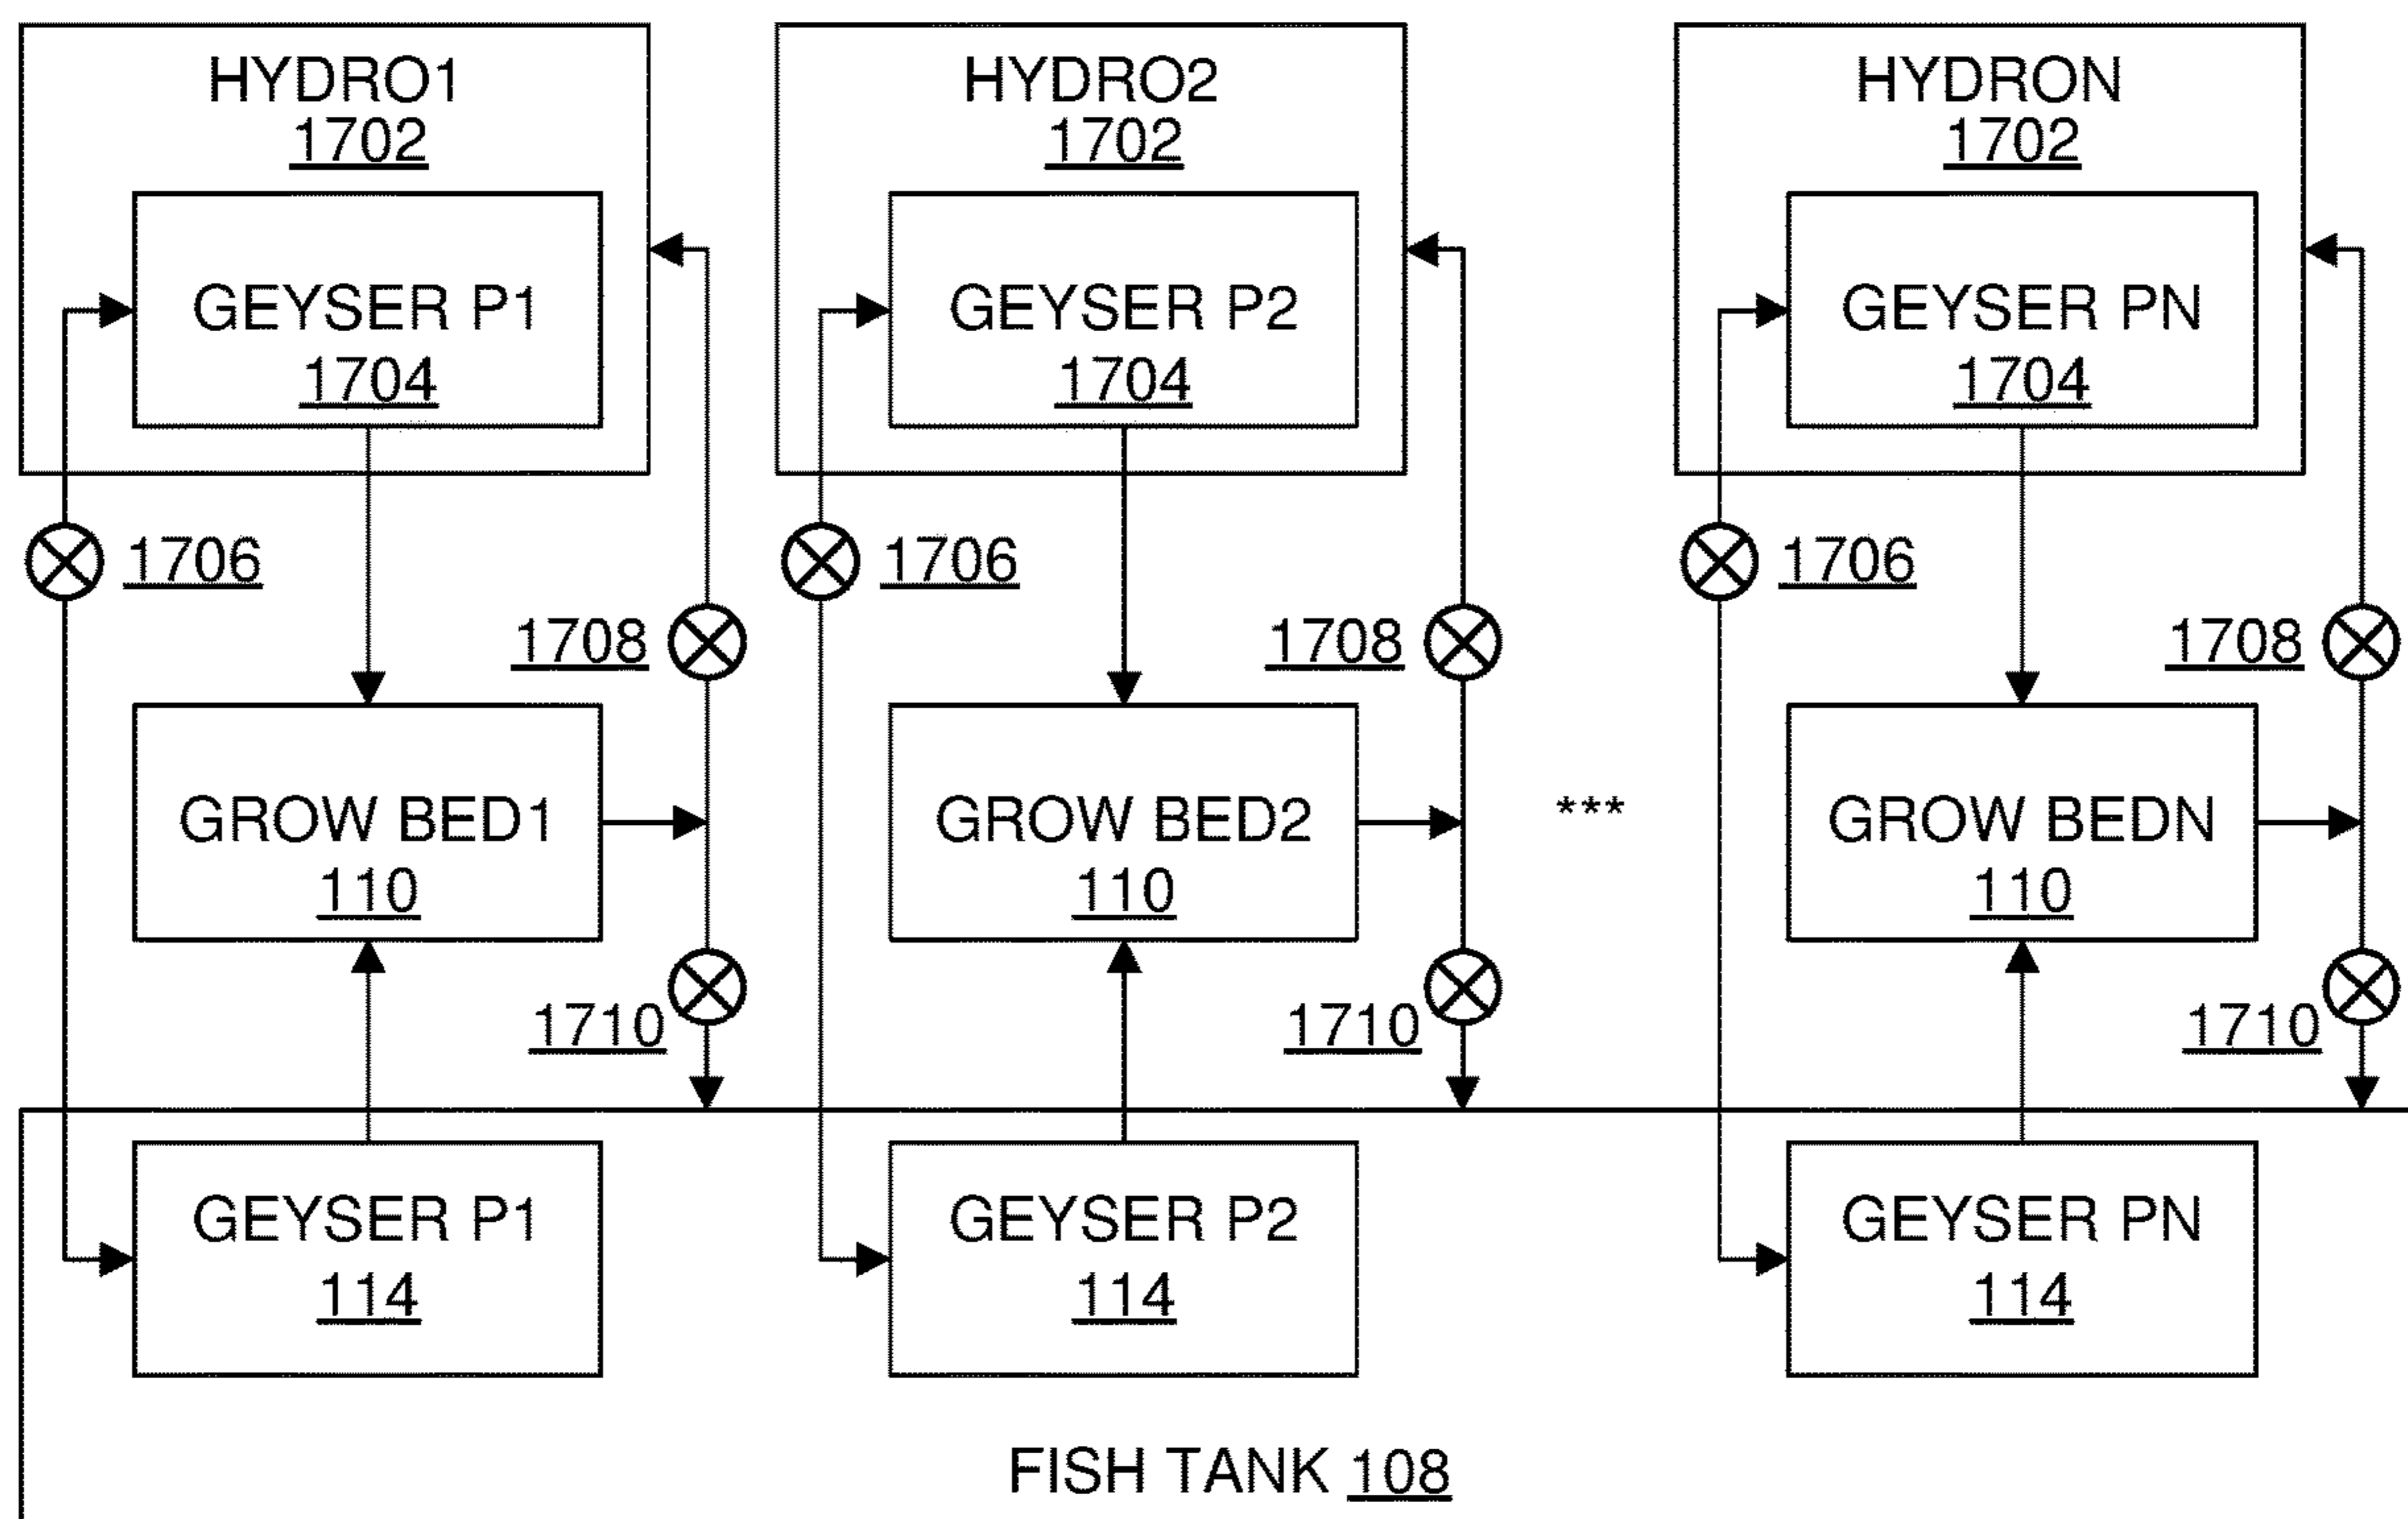 HYDRO1
1702
HYDRO2
1702
HYDRON
1702
GEYSER P1
1704
GEYSER P2
1704
GEYSER PN
1704
1706
1706
1706
1708
1708
1708
GROW BED1
110
GROW BED2
110
***
GROW BEDN
110
1710
1710
1710
GEYSER P1
114
GEYSER P2
114
GEYSER PN
114
FISH TANK 108